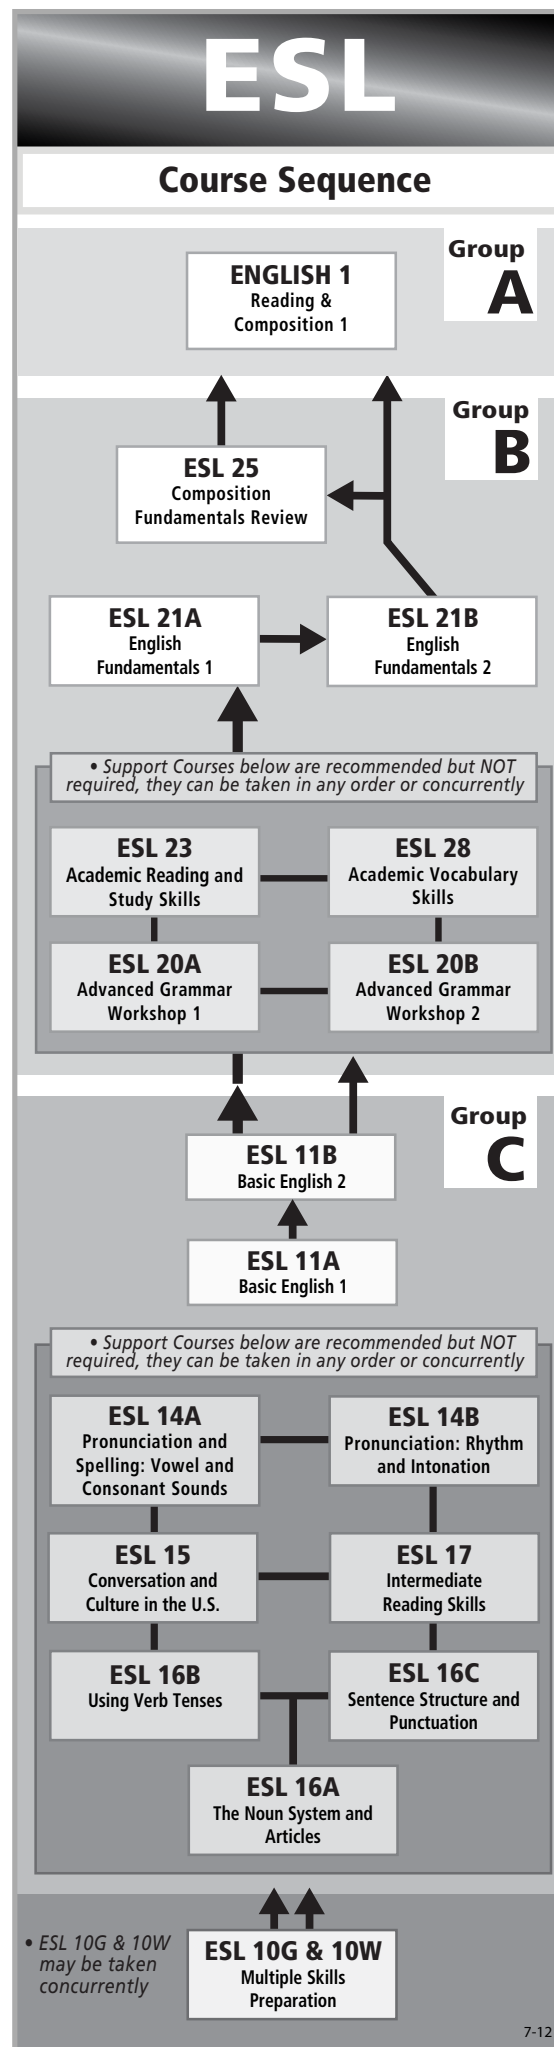 ESL
Course Sequence
Group
A
ENGLISH 1
Reading &
Composition 1
Group
B
ESL 25
Composition
Fundamentals Review
ESL 21A
English
Fundamentals 1
ESL 21B
English
Fundamentals 2
• Support Courses below are recommended but NOT
required, they can be taken in any order or concurrently
ESL 23
Academic Reading and
Study Skills
ESL 28
Academic Vocabulary
Skills
ESL 20A
Advanced Grammar
Workshop 1
ESL 20B
Advanced Grammar
Workshop 2
Group
C
ESL 11B
Basic English 2
ESL 11A
Basic English 1
• Support Courses below are recommended but NOT
required, they can be taken in any order or concurrently
ESL 14A
Pronunciation and
Spelling: Vowel and
Consonant Sounds
ESL 14B
Pronunciation: Rhythm
and Intonation
ESL 15
Conversation and
Culture in the U.S.
ESL 17
Intermediate
Reading Skills
ESL 16B
Using Verb Tenses
ESL 16C
Sentence Structure and
Punctuation
ESL 16A
The Noun System and
Articles
• ESL 10G & 10W
may be taken
concurrently
ESL 10G & 10W
Multiple Skills
Preparation
7-12